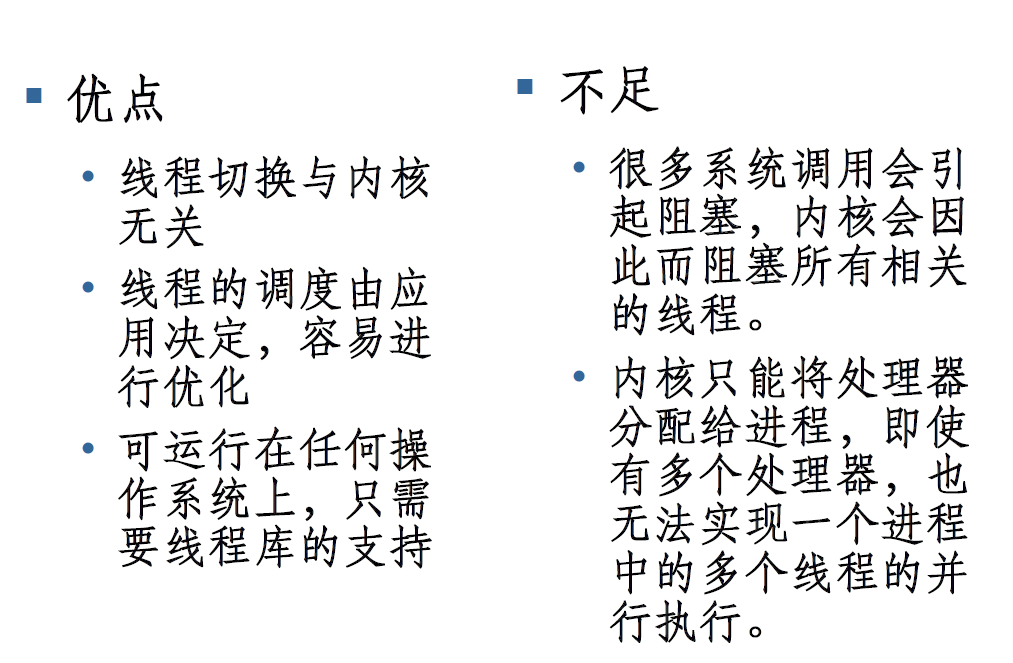 优点
线程切换与内核
无关
线程的调度由应
用决定，容易进
行优化
可运行在任何操
作系统上，只需
要线程库的支持
不足
很多系统调用会引
起阻塞，内核会因
此而阻塞所有相关
的线程。
内核只能将处理器
分配给进程，即使
有多个处理器，也
无法实现一个进程
中的多个线程的并
行执行。